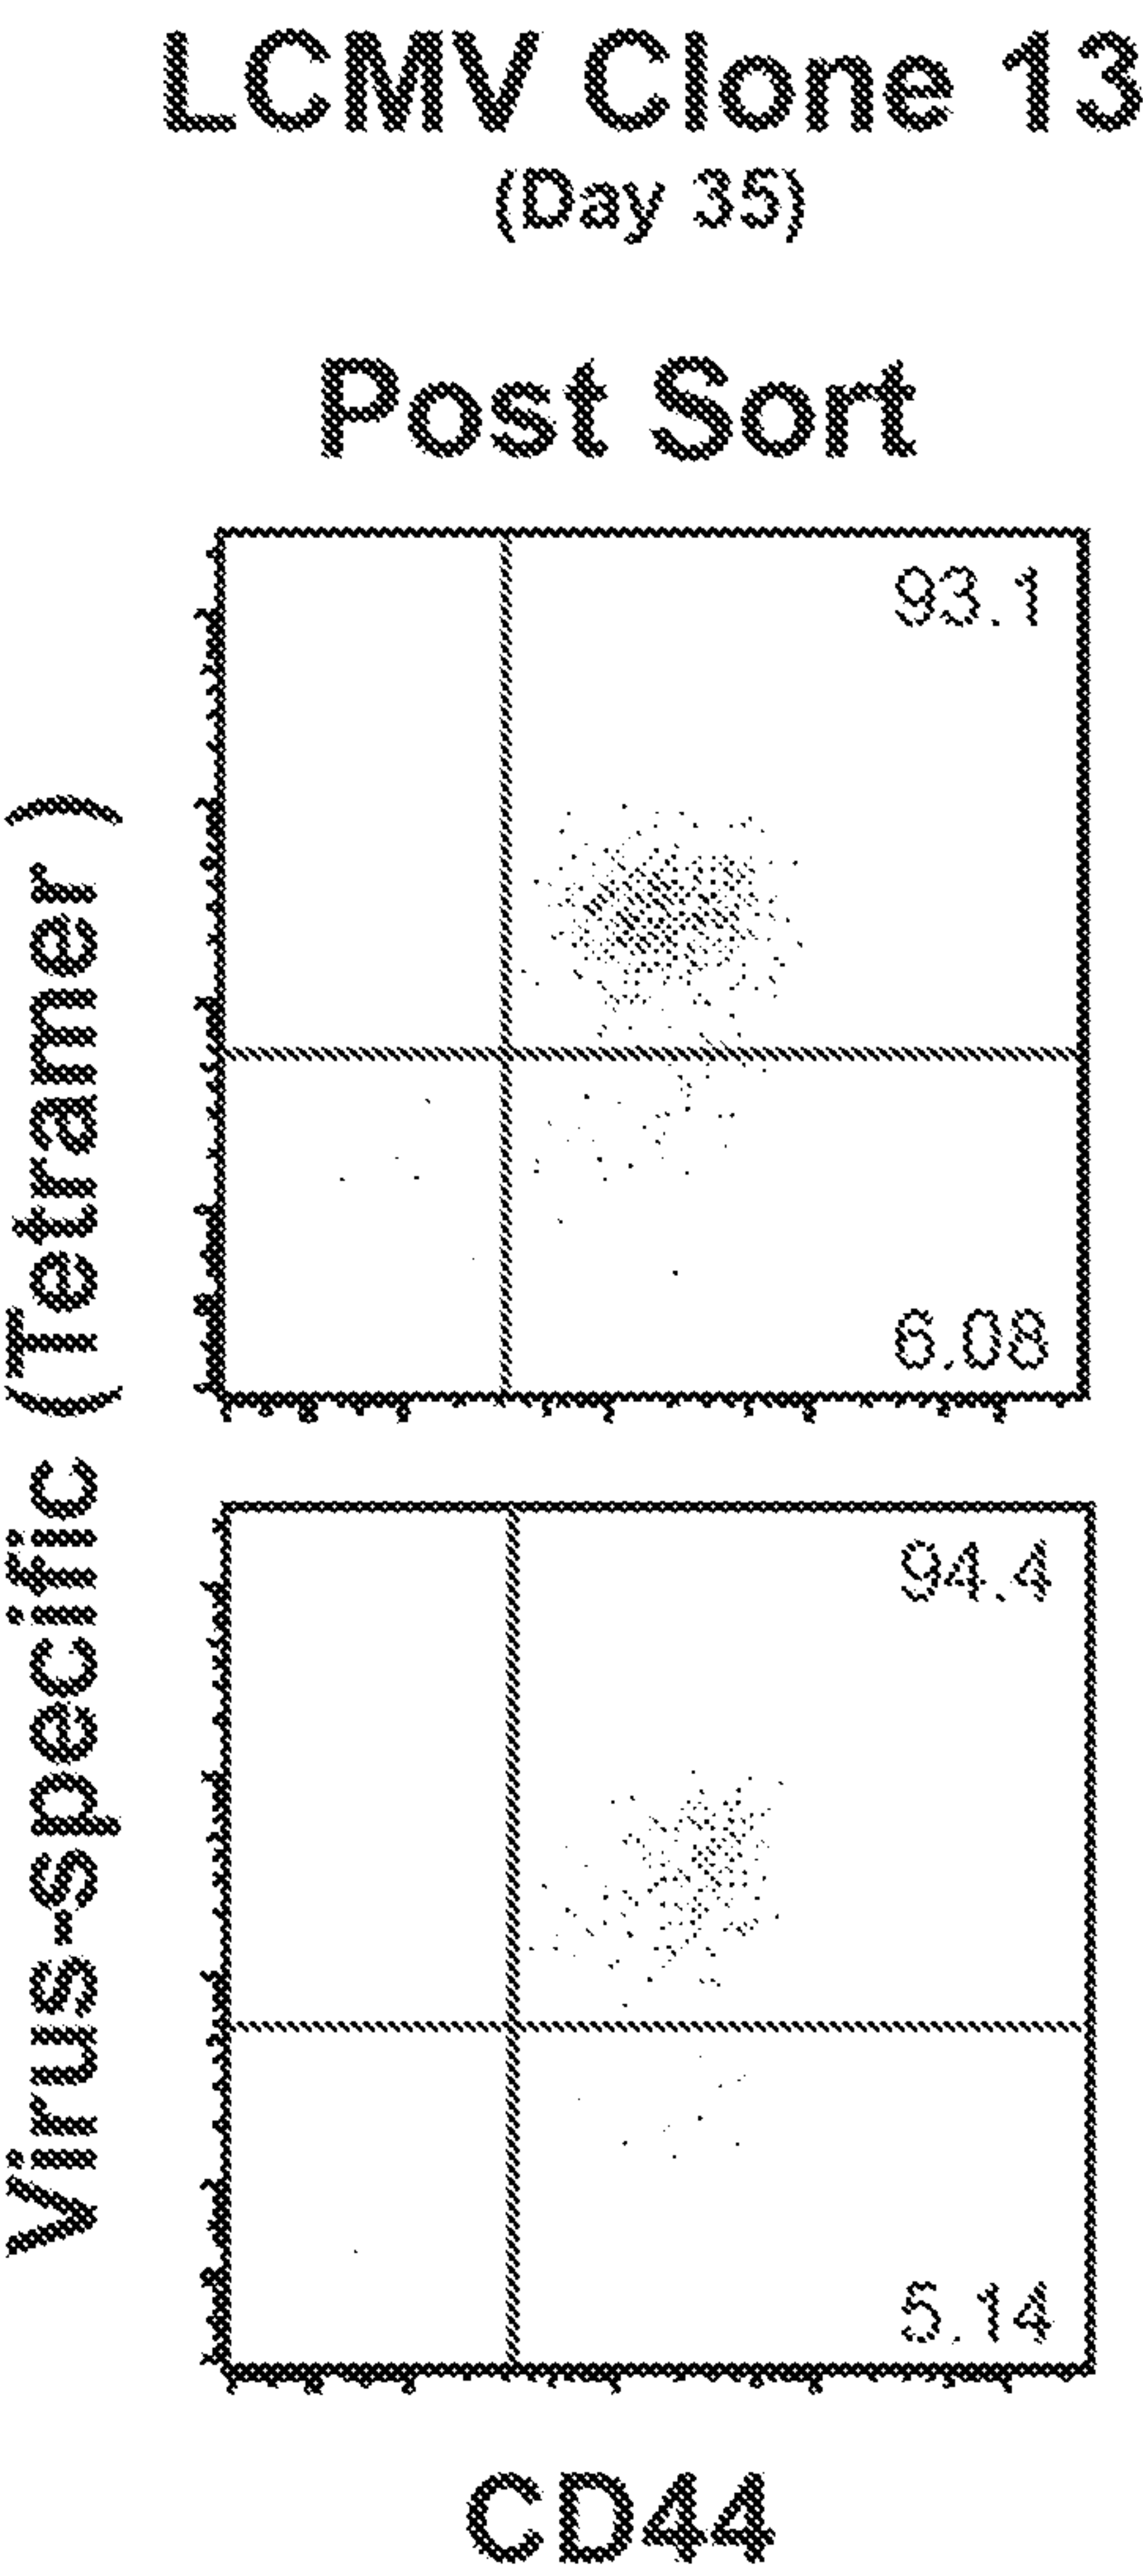 LCMV Clone 13
(Day 35)
Post Sort
Virus-specific (Tetramer )
93.1
6.08
94.4
5.14
CD44